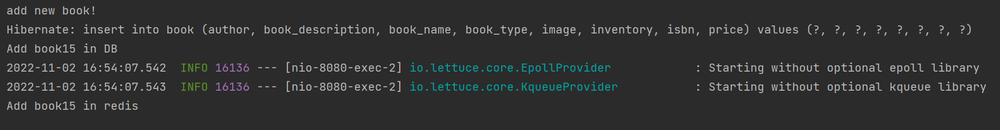 add new book!
Hibernate: insert into book (author, book_description, book_name, book_type, image, inventory, isbn, price) values (?, ?, ?, ?, ?, ?, ?, ?)
Add book15 in DB
2022-11-02 16:54:07.542  INFO 16136 --- [nio-8080-exec-2] io.lettuce.core.EpollProvider            : Starting without optional epoll library
2022-11-02 16:54:07.543  INFO 16136 --- [nio-8080-exec-2] io.lettuce.core.KqueueProvider           : Starting without optional kqueue library
Add book15 in redis